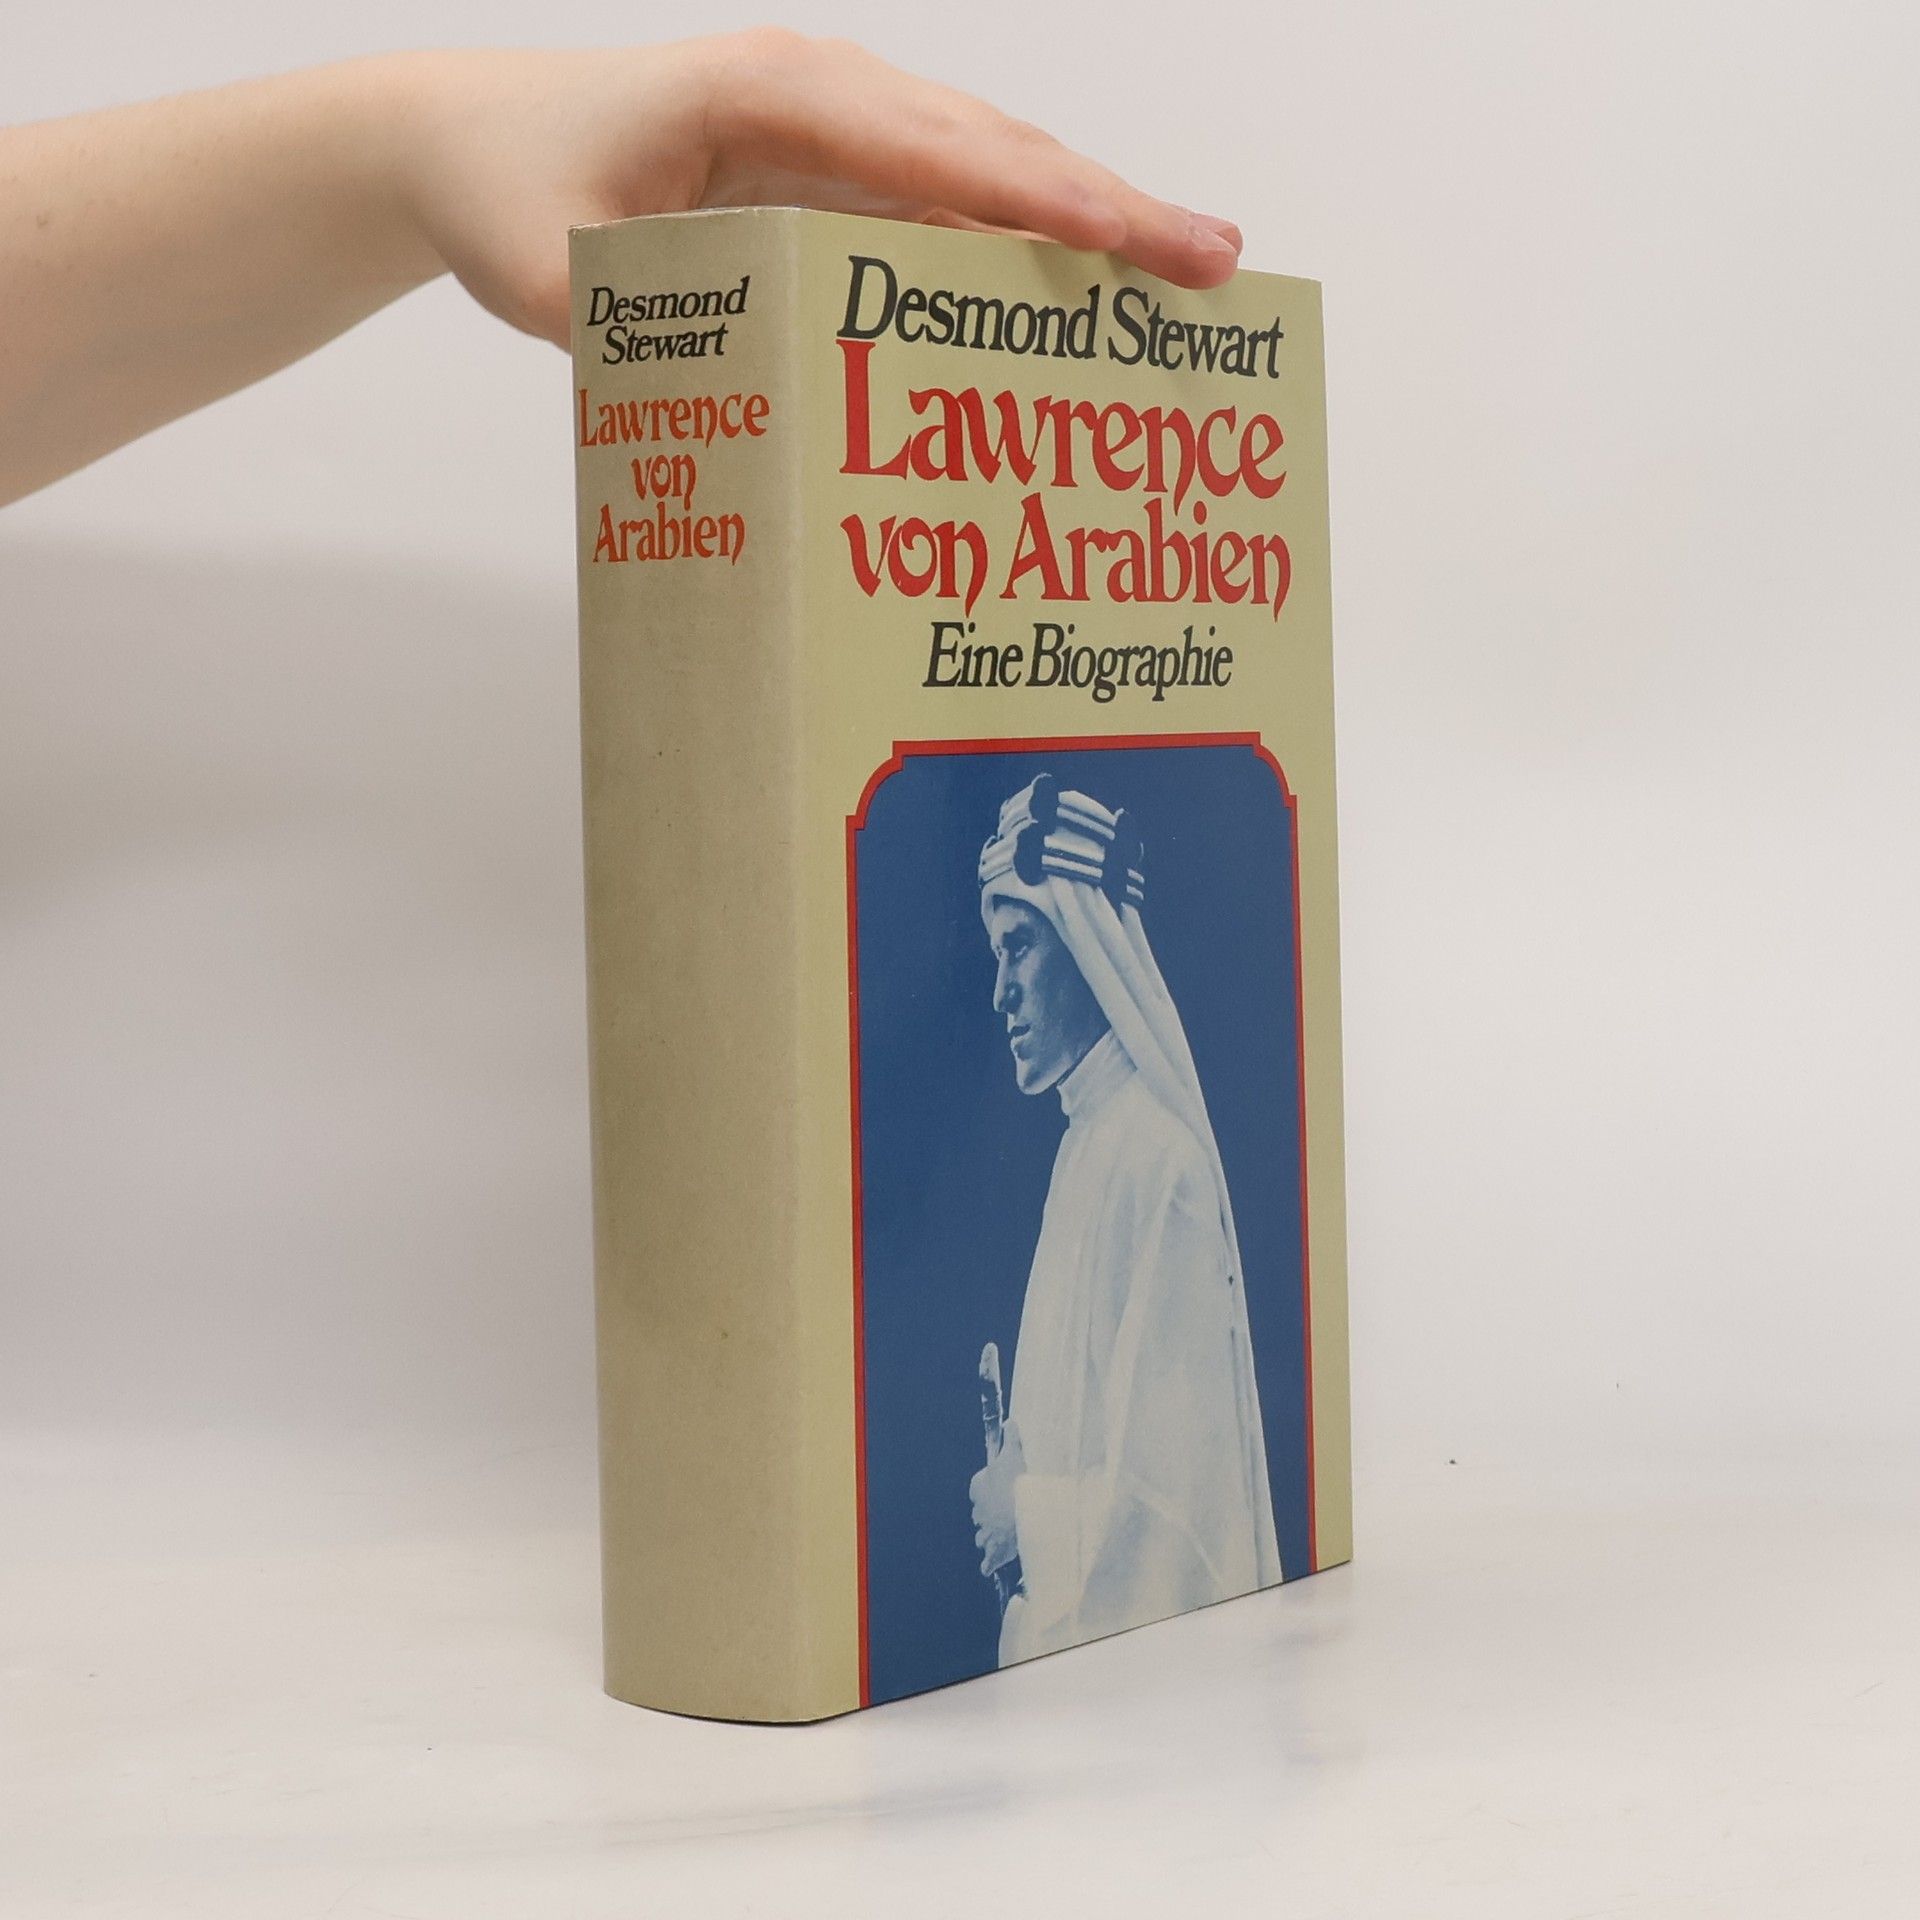 Desmond
Stewart
Lawrence
von
Arabien
Desmond Stewart
Lawrence
von Arabien
Eine Biographie